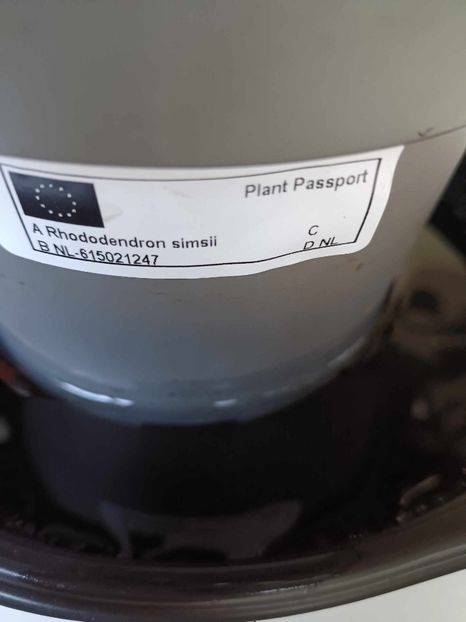 Plant Passport
A Rhododendron simsii
C
B NL-615021247
D NL